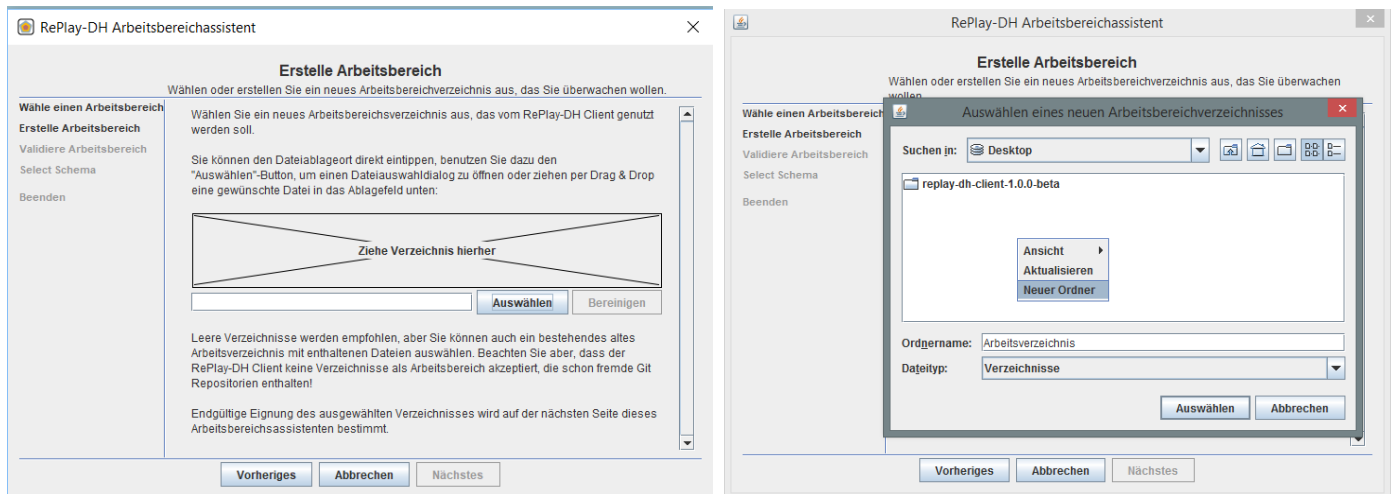 RePlay-DH Arbeitsbereichassistent
Erstelle Arbeitsbereich
Wählen oder erstellen Sie ein neues Arbeitsbereichverzeichnis aus, das Sie überwachen wollen.
Wähle einen Arbeitsbereich
Erstelle Arbeitsbereich
Validiere Arbeitsbereich
Select Schema
Beenden
Wählen Sie ein neues Arbeitsbereichsverzeichnis aus, das vom RePlay-DH Client genutzt
werden soll.
Sie können den Dateiablageort direkt eintippen, benutzen Sie dazu den
"Auswählen"-Button, um einen Dateiauswahldialog zu öffnen oder ziehen per Drag & Drop
eine gewünschte Datei in das Ablagefeld unten:
Ziehe Verzeichnis hierher
Auswählen
Bereinigen
Leere Verzeichnisse werden empfohlen, aber Sie können auch ein bestehendes altes
Arbeitsverzeichnis mit enthaltenen Dateien auswählen. Beachten Sie aber, dass der
RePlay-DH Client keine Verzeichnisse als Arbeitsbereich akzeptiert, die schon fremde Git
Repositorien enthalten!
Endgültige Eignung des ausgewählten Verzeichnisses wird auf der nächsten Seite dieses
Arbeitsbereichsassistenten bestimmt.
Vorheriges
Abbrechen
Nächstes
RePlay-DH Arbeitsbereichassistent
Erstelle Arbeitsbereich
Wählen oder erstellen Sie ein neues Arbeitsbereichverzeichnis aus, das Sie überwachen
wollen.
Wähle einen Arbeitsbereich
Erstelle Arbeitsbereich
Validiere Arbeitsbereich
Select Schema
Beenden
Auswählen eines neuen Arbeitsbereichverzeichnisses
Suchen in:
Desktop
replay-dh-client-1.0.0-beta
Ansicht
Aktualisieren
Neuer Ordner
Ordnername:
Arbeitsverzeichnis
Dateityp:
Verzeichnisse
Auswählen
Abbrechen
Vorheriges
Abbrechen
Nächstes